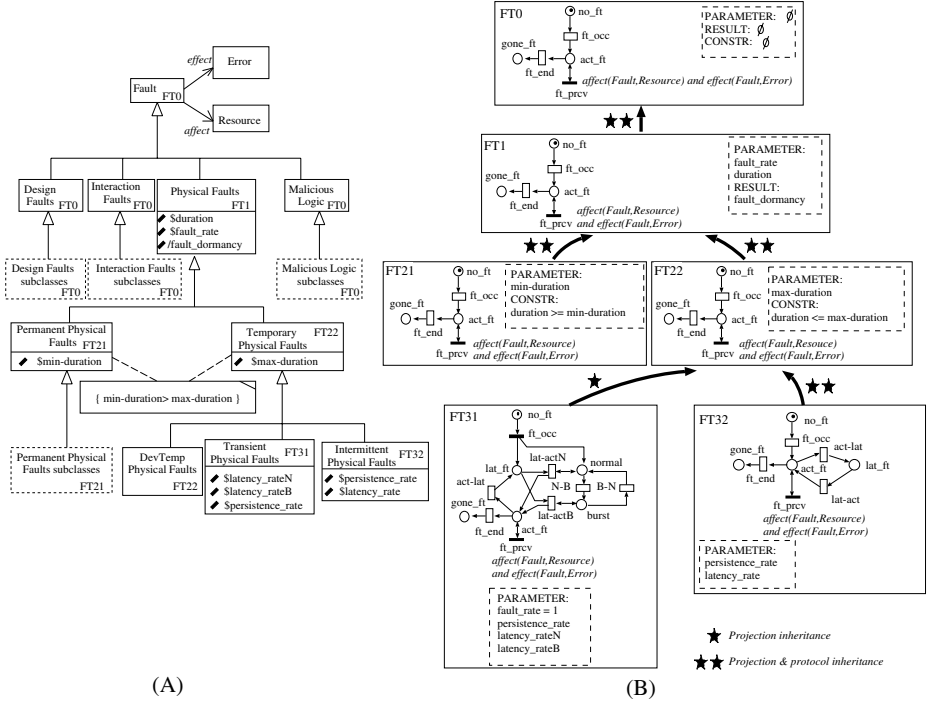 effect
Error
Fault
FT0
Resource
affect
Design
Faults
FT0
Interaction
Faults
FT0
Physical Faults
FT1
$duration
$fault_rate
/fault_dormancy
Malicious
Logic
FT0
Design Faults
subclasses
FT0
Interaction Faults
subclasses
FT0
Malicious Logic
subclasses
FT0
Permanent Physical
Faults
FT21
$min-duration
Temporary
FT22
Physical Faults
$max-duration
{ min-duration> max-duration }
Permanent Physical
Faults subclasses
FT21
DevTemp
Physical Faults
FT22
Transient
FT31
Physical Faults
$latency_rateN
$latency_rateB
$persistence_rate
Intermittent
FT32
Physical Faults
$persistence_rate
$latency_rate
(A)
FT0
no_ft
ft_occ
gone_ft
act_ft
ft_end
ft_prcv
affect(Fault,Resource) and effect(Fault,Error)
PARAMETER: ∅
RESULT: ∅
CONSTR: ∅
FT1
no_ft
ft_occ
gone_ft
act_ft
ft_end
ft_prcv
affect(Fault,Resource)
and effect(Fault,Error)
PARAMETER:
fault_rate
duration
RESULT:
fault_dormancy
FT21
no_ft
ft_occ
gone_ft
act_ft
ft_end
ft_prcv
affect(Fault,Resource)
and effect(Fault,Error)
PARAMETER:
min-duration
CONSTR:
duration >= min-duration
FT22
no_ft
ft_occ
gone_ft
act_ft
ft_end
ft_prcv
affect(Fault,Resouce)
and effect(Fault,Error)
PARAMETER:
max-duration
CONSTR:
duration <= max-duration
FT31
no_ft
ft_occ
lat-actN
lat_ft
normal
act-lat
N-B
B-N
gone_ft
lat-actB
burst
ft_end
act_ft
ft_prcv
affect(Fault,Resource)
and effect(Fault,Error)
PARAMETER:
fault_rate = 1
persistence_rate
latency_rateN
latency_rateB
FT32
no_ft
ft_occ
act-lat
gone_ft
act_ft
lat_ft
ft_end
lat-act
ft_prcv
affect(Fault,Resource)
and effect(Fault,Error)
PARAMETER:
persistence_rate
latency_rate
Projection inheritance
Projection & protocol inheritance
(B)